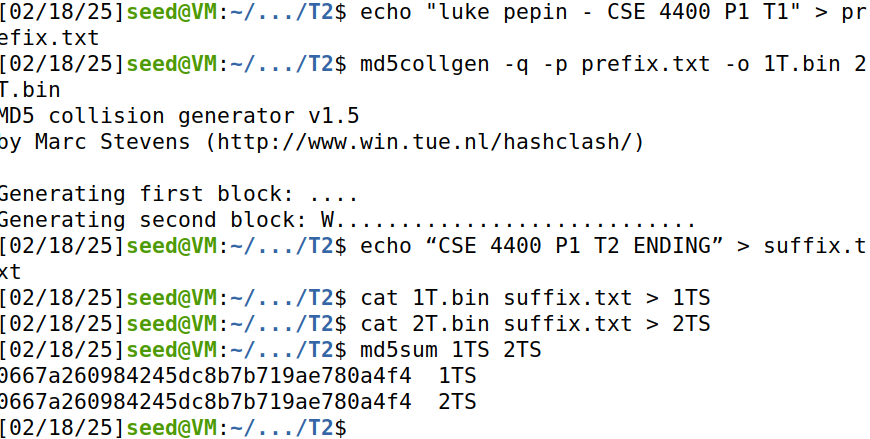 [02/18/25]seed@VM:~/.../T2$ echo "luke pepin - CSE 4400 P1 T1" > pr
efix.txt
[02/18/25]seed@VM:~/.../T2$ md5collgen -q -p prefix.txt -o 1T.bin 2
T.bin
MD5 collision generator v1.5
by Marc Stevens (http://www.win.tue.nl/hashclash/)

Generating first block: ....
Generating second block: W............................
[02/18/25]seed@VM:~/.../T2$ echo “CSE 4400 P1 T2 ENDING” > suffix.t
xt
[02/18/25]seed@VM:~/.../T2$ cat 1T.bin suffix.txt > 1TS
[02/18/25]seed@VM:~/.../T2$ cat 2T.bin suffix.txt > 2TS
[02/18/25]seed@VM:~/.../T2$ md5sum 1TS 2TS
0667a260984245dc8b7b719ae780a4f4  1TS
0667a260984245dc8b7b719ae780a4f4  2TS
[02/18/25]seed@VM:~/.../T2$